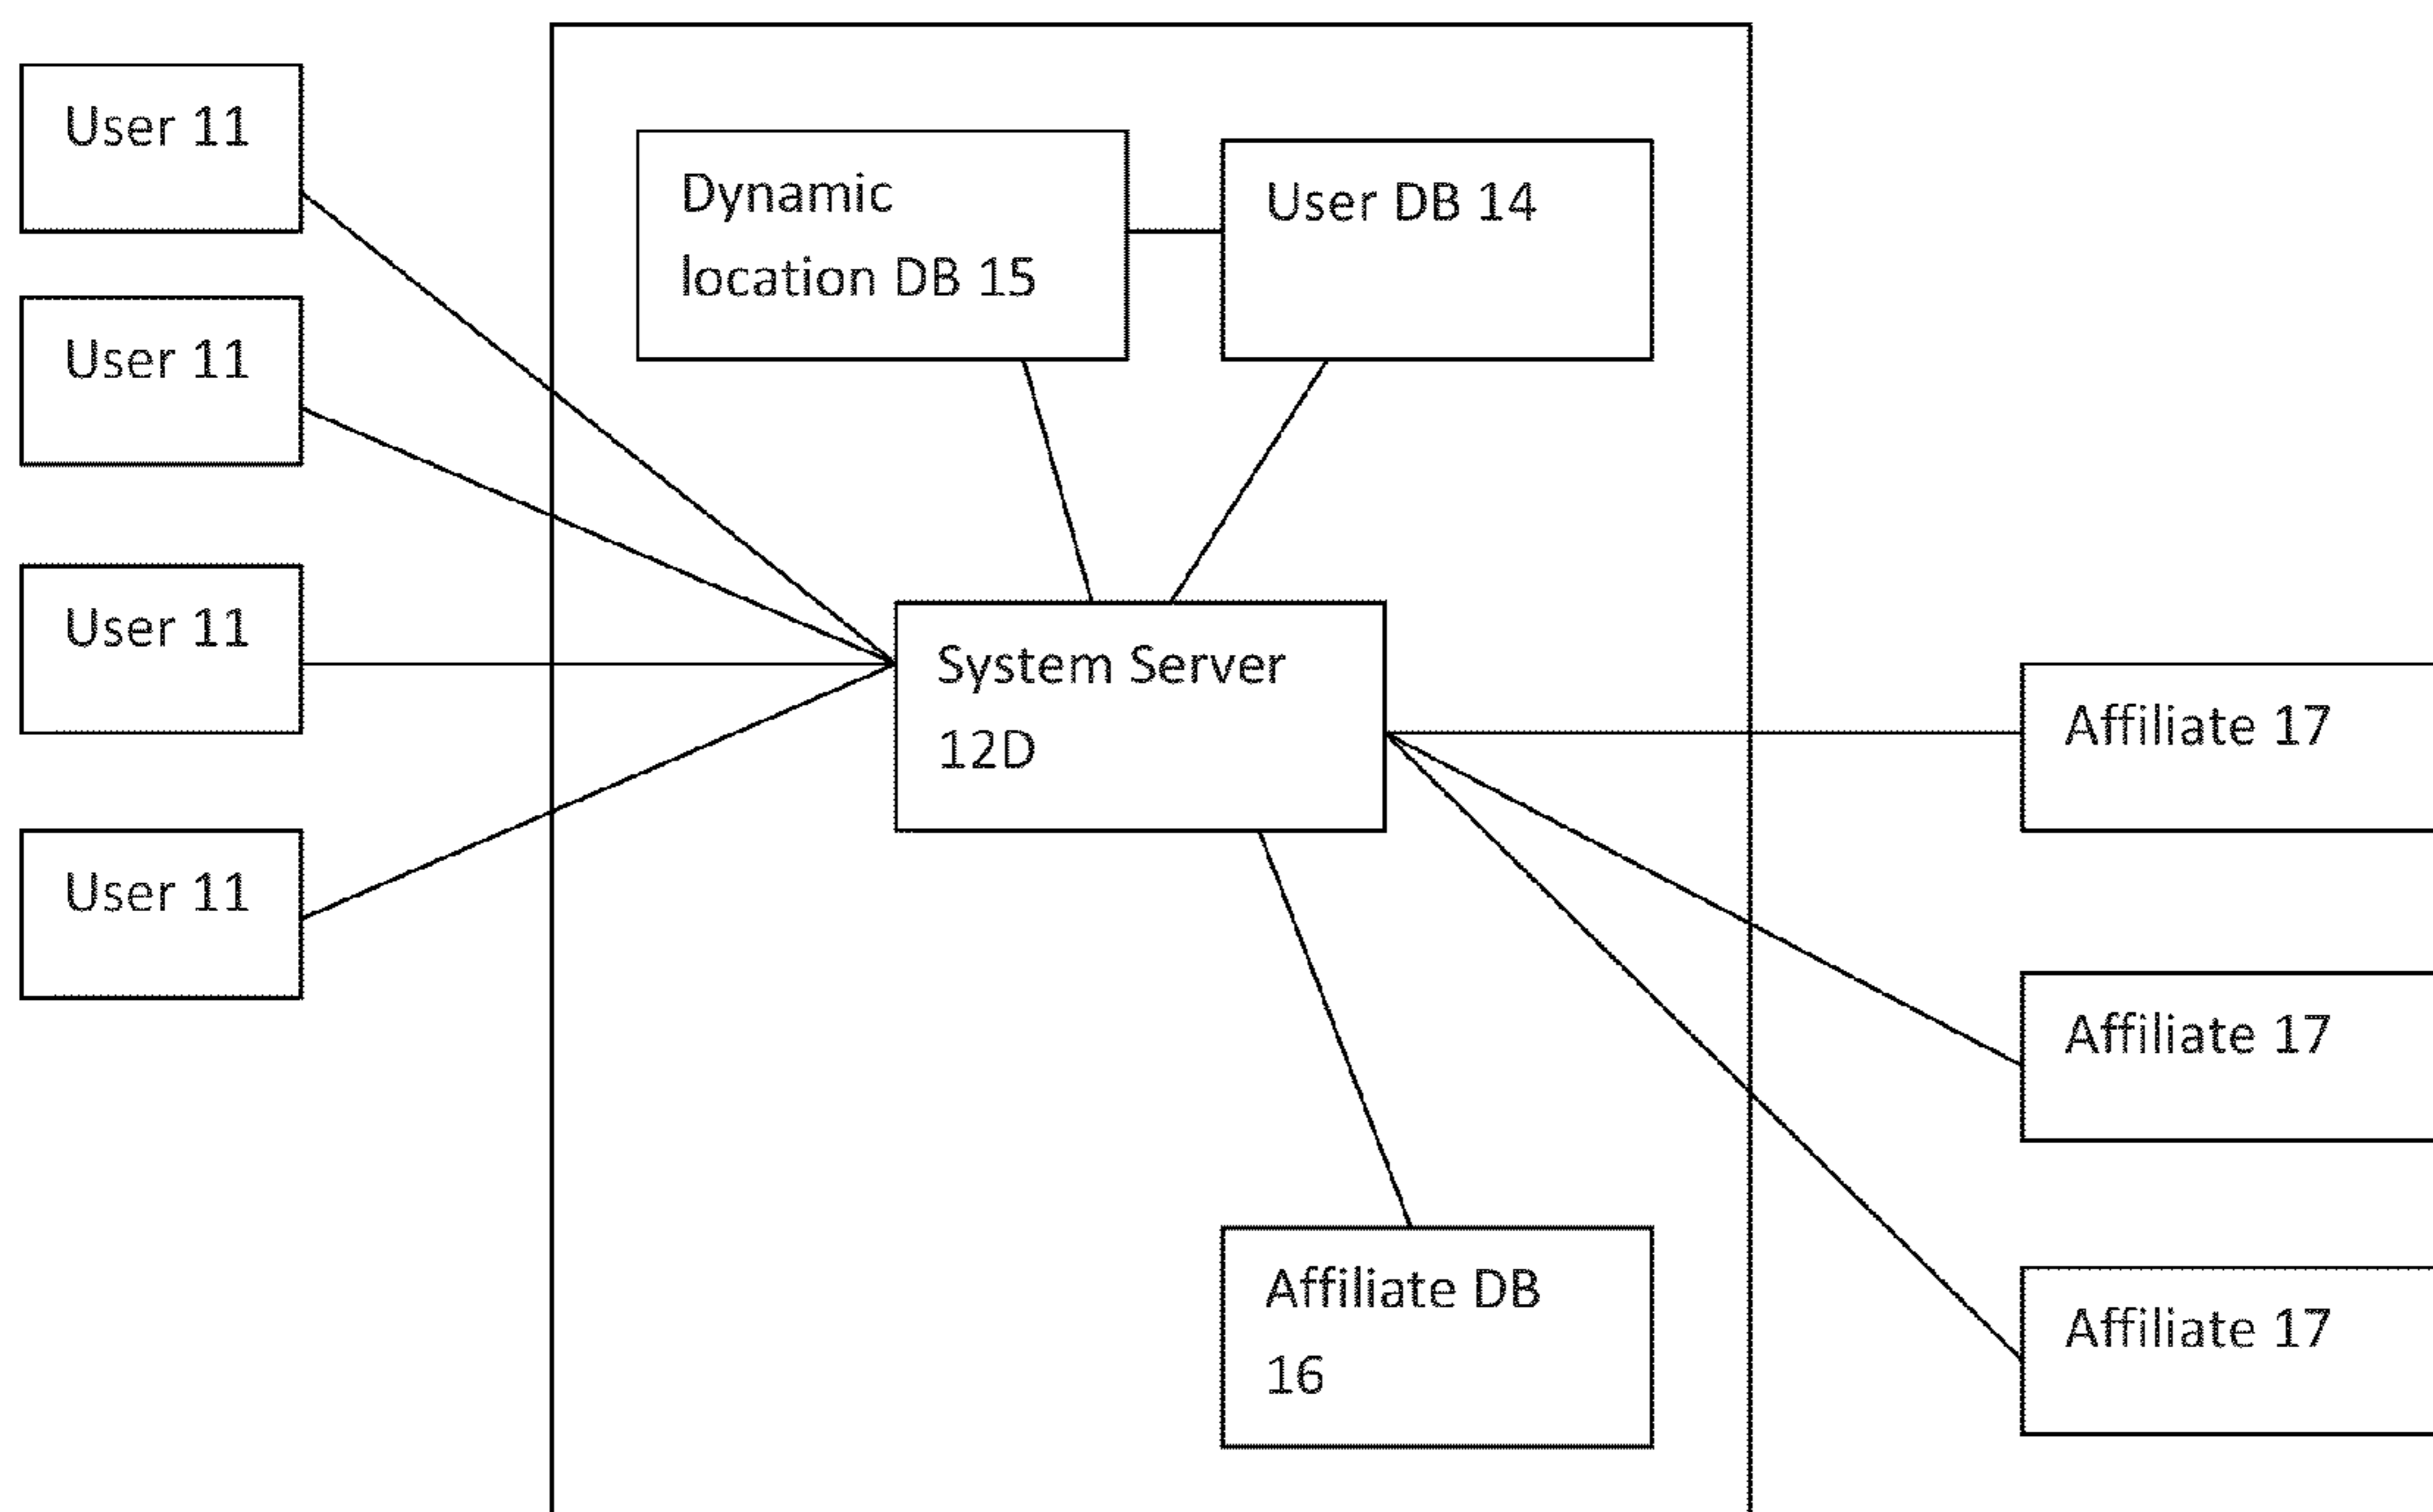 User 11
User 11
User 11
User 11
Dynamic
location DB 15
User DB 14
System Server
12D
Affiliate DB
16
Affiliate 17
Affiliate 17
Affiliate 17